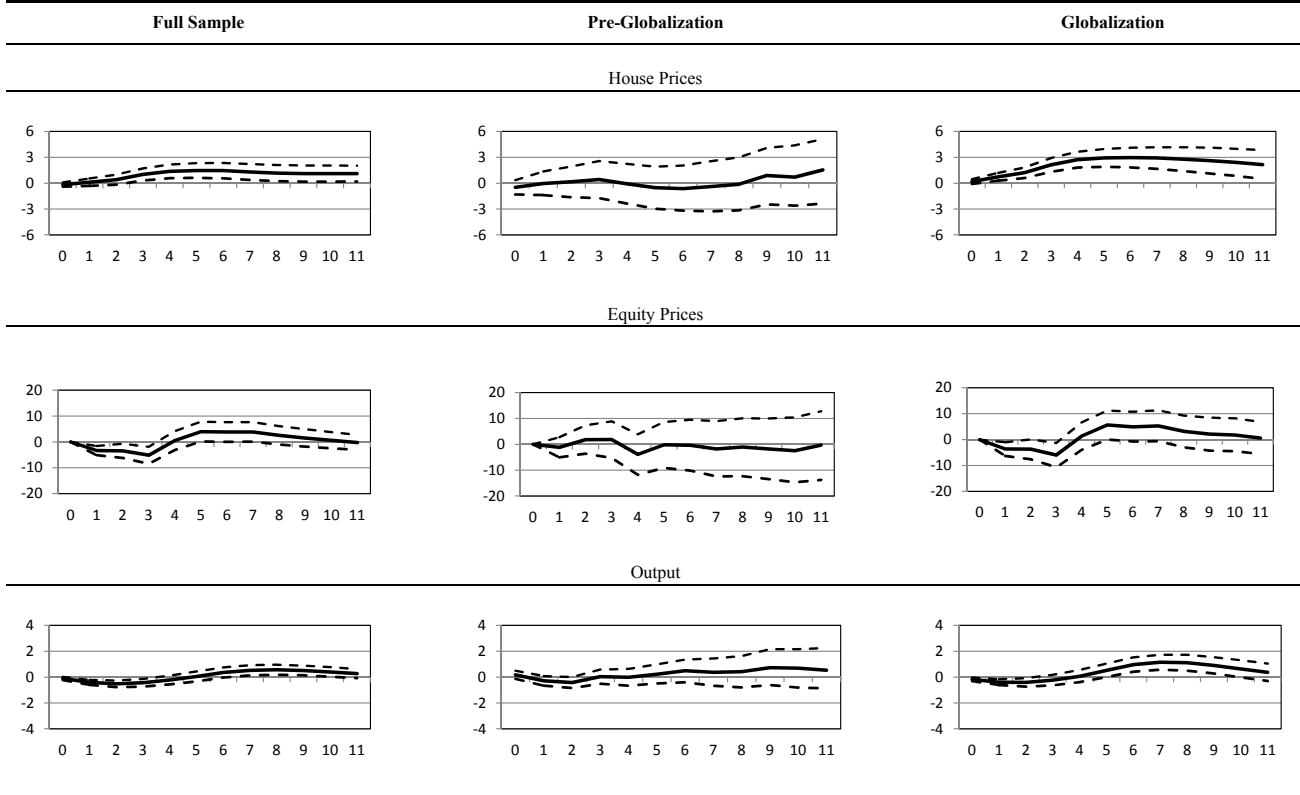 Full Sample Pre-Globalization Globalization
House Prices
6 6 6
3 3 3
0 0 0
-3 -3 -3
-6 -6 -6
0 1 2 3 4 5 6 7 8 9 10 11 0 1 2 3 4 5 6 7 8 9 10 11 0 1 2 3 4 5 6 7 8 9 10 11
Equity Prices
20 20 20
10 10 10
0 0 0
-10 -10 -10
-20 -20 -20
0 1 2 3 4 5 6 7 8 9 10 11 0 1 2 3 4 5 6 7 8 9 10 11 0 1 2 3 4 5 6 7 8 9 10 11
Output
4 4 4
2 2 2
0 0 0
-2 -2 -2
-4 -4 -4
0 1 2 3 4 5 6 7 8 9 10 11 0 1 2 3 4 5 6 7 8 9 10 11 0 1 2 3 4 5 6 7 8 9 10 11